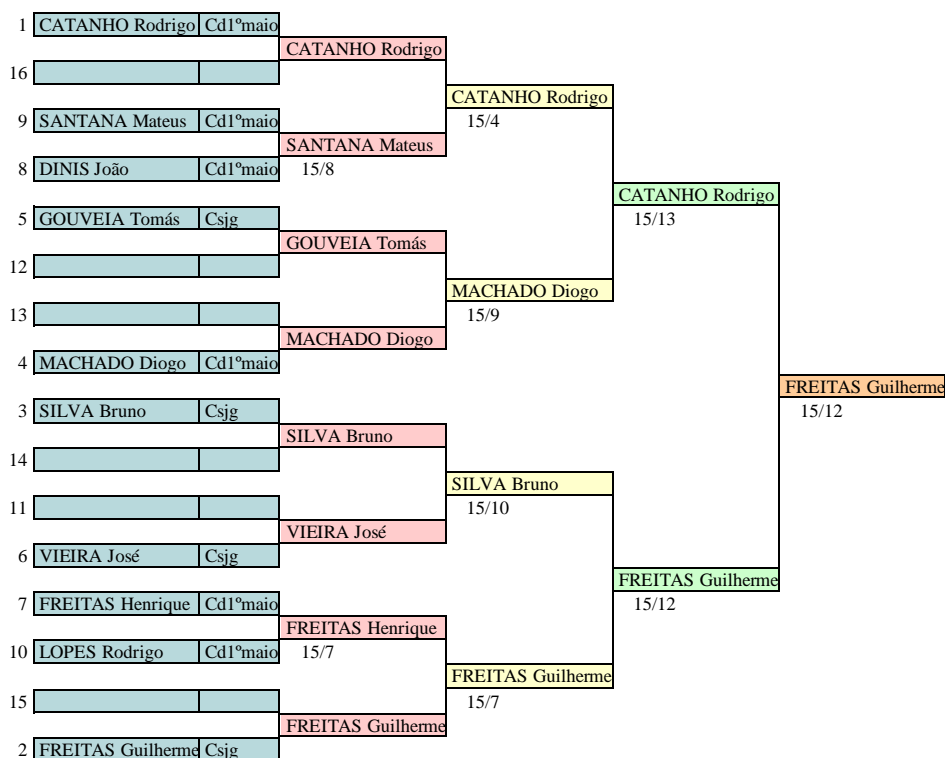 1 CATANHO Rodrigo Cd1ºmaio
CATANHO Rodrigo
16
CATANHO Rodrigo
9 SANTANA Mateus Cd1ºmaio 15/4
SANTANA Mateus
8 DINIS João Cd1ºmaio 15/8
CATANHO Rodrigo
5 GOUVEIA Tomás Csjg 15/13
GOUVEIA Tomás
12
MACHADO Diogo
13 15/9
MACHADO Diogo
4 MACHADO Diogo Cd1ºmaio
FREITAS Guilherme
3 SILVA Bruno Csjg 15/12
SILVA Bruno
14
SILVA Bruno
11 15/10
VIEIRA José
6 VIEIRA José Csjg
FREITAS Guilherme
7 FREITAS Henrique Cd1ºmaio 15/12
FREITAS Henrique
10 LOPES Rodrigo Cd1ºmaio 15/7
FREITAS Guilherme
15 15/7
FREITAS Guilherme
2 FREITAS Guilherme Csjg